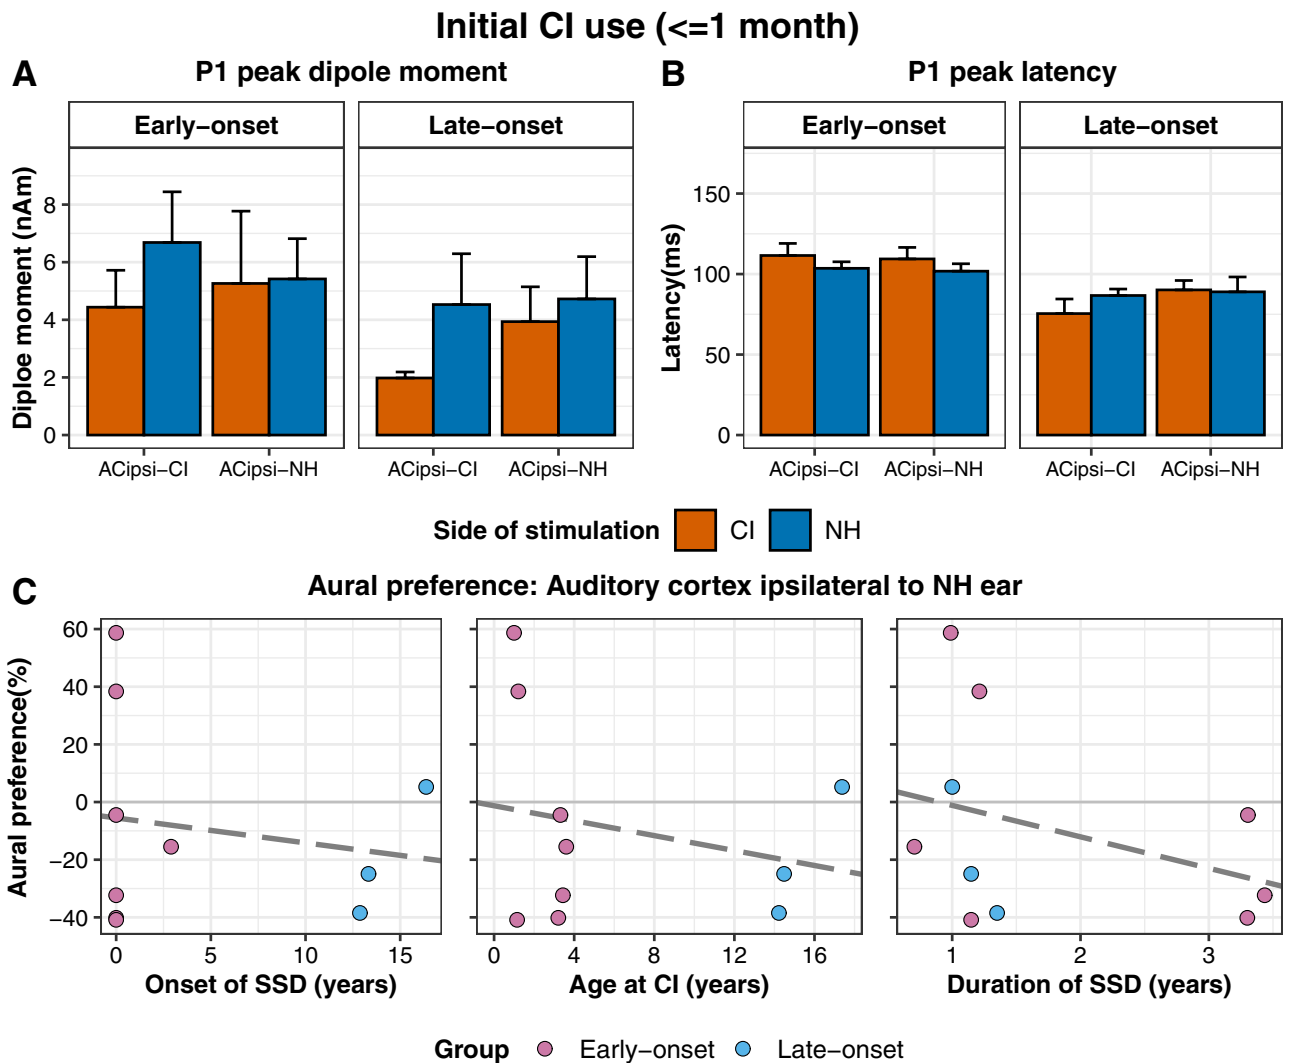 Initial CI use (<=1 month)
A P1 peak dipole moment
Early−onset Late−onset
Diploe moment (nAm)
8
6
4
2
0
ACipsi−CI ACipsi−NH ACipsi−CI ACipsi−NH
B P1 peak latency
Early−onset Late−onset
Latency(ms)
150
100
50
0
ACipsi−CI ACipsi−NH ACipsi−CI ACipsi−NH
Side of stimulation CI NH
C Aural preference: Auditory cortex ipsilateral to NH ear
Aural preference(%)
60
40
20
0
−20
−40
0 5 10 15
Onset of SSD (years)
0 4 8 12 16
Age at CI (years)
1 2 3
Duration of SSD (years)
Group Early−onset Late−onset